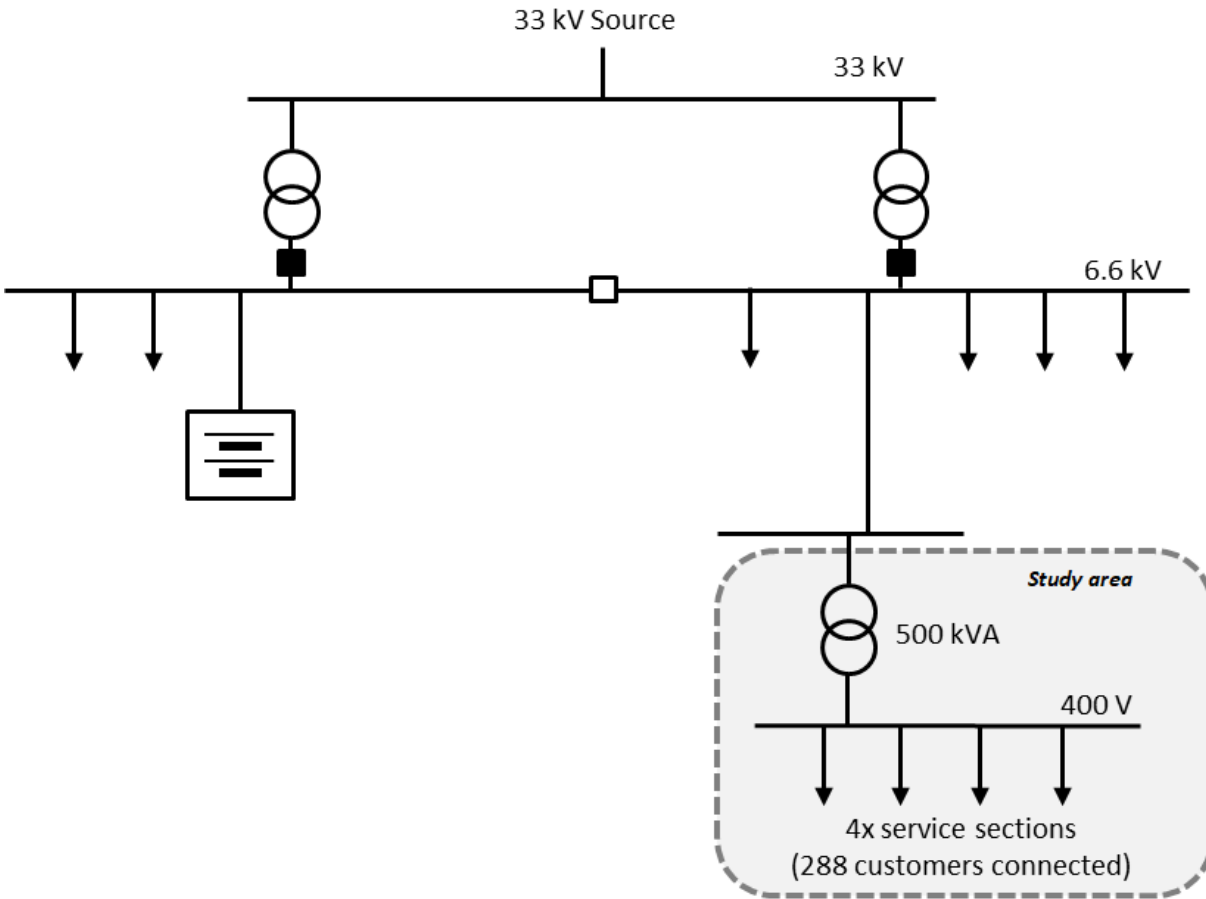 33 kV Source
33 kV
6.6 kV
Study area
500 kVA
400 V
4x service sections
(288 customers connected)